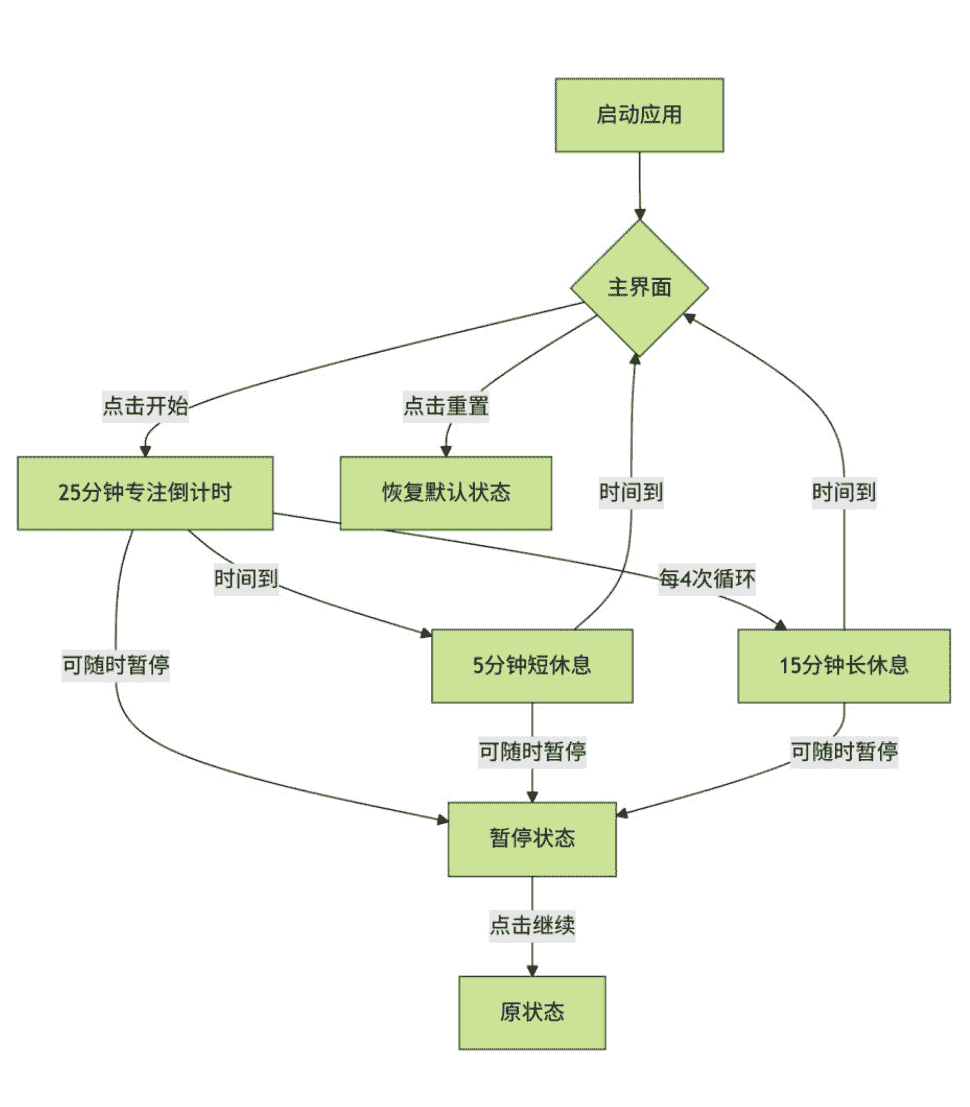 启动应用
主界面
点击开始
点击重置
25分钟专注倒计时
恢复默认状态
时间到
时间到
时间到
每4次循环
可随时暂停
5分钟短休息
15分钟长休息
可随时暂停
可随时暂停
暂停状态
点击继续
原状态